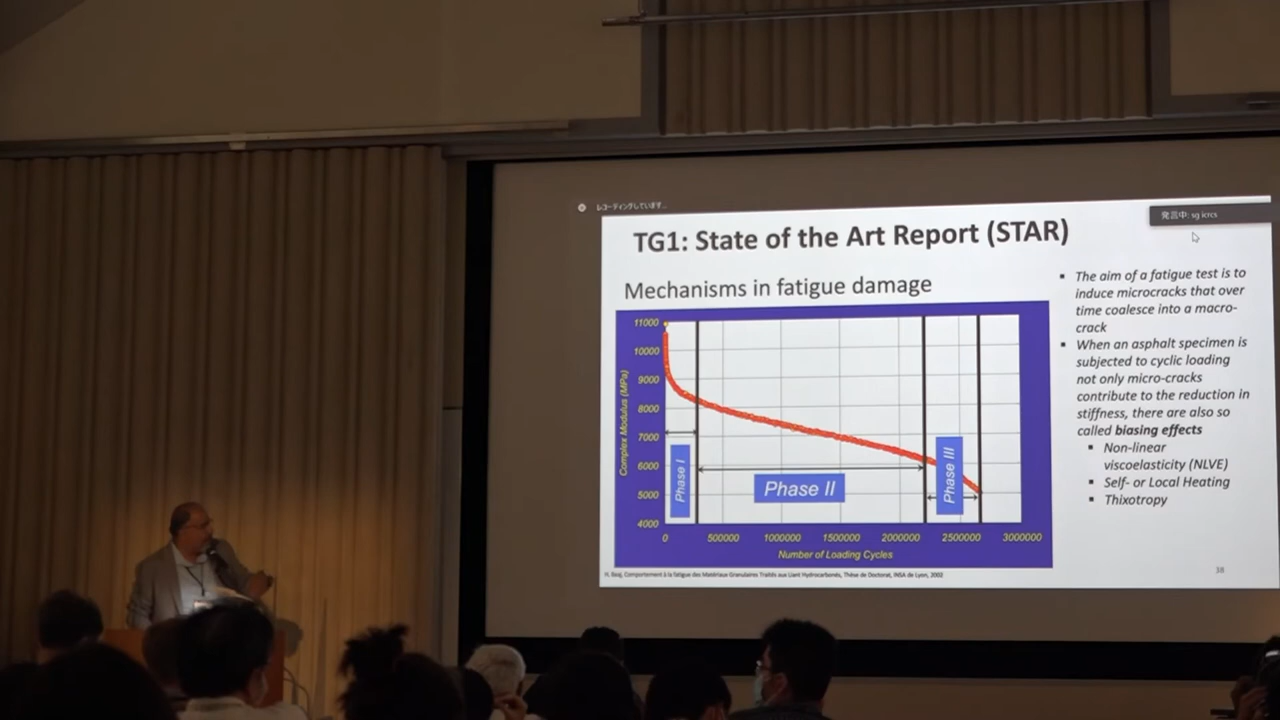 レコーディングしています...
発言中: sg icrcs
TG1: State of the Art Report (STAR)
Mechanisms in fatigue damage
Complex Modulus (MPa)
11000
10000
9000
8000
7000
6000
5000
4000
Phase I
Phase II
Phase III
0 500000 1000000 1500000 2000000 2500000 3000000
Number of Loading Cycles
▪ The aim of a fatigue test is to
induce microcracks that over
time coalesce into a macro-
crack
▪ When an asphalt specimen is
subjected to cyclic loading
not only micro-cracks
contribute to the reduction in
stiffness, there are also so
called biasing effects
▪ Non-linear
viscoelasticity (NLVE)
▪ Self- or Local Heating
▪ Thixotropy
H. Baaj, Comportement à la fatigue des Matériaux Granulaires Traités aux Liant Hydrocarbonés, Thèse de Doctorat, INSA de Lyon, 2002
38